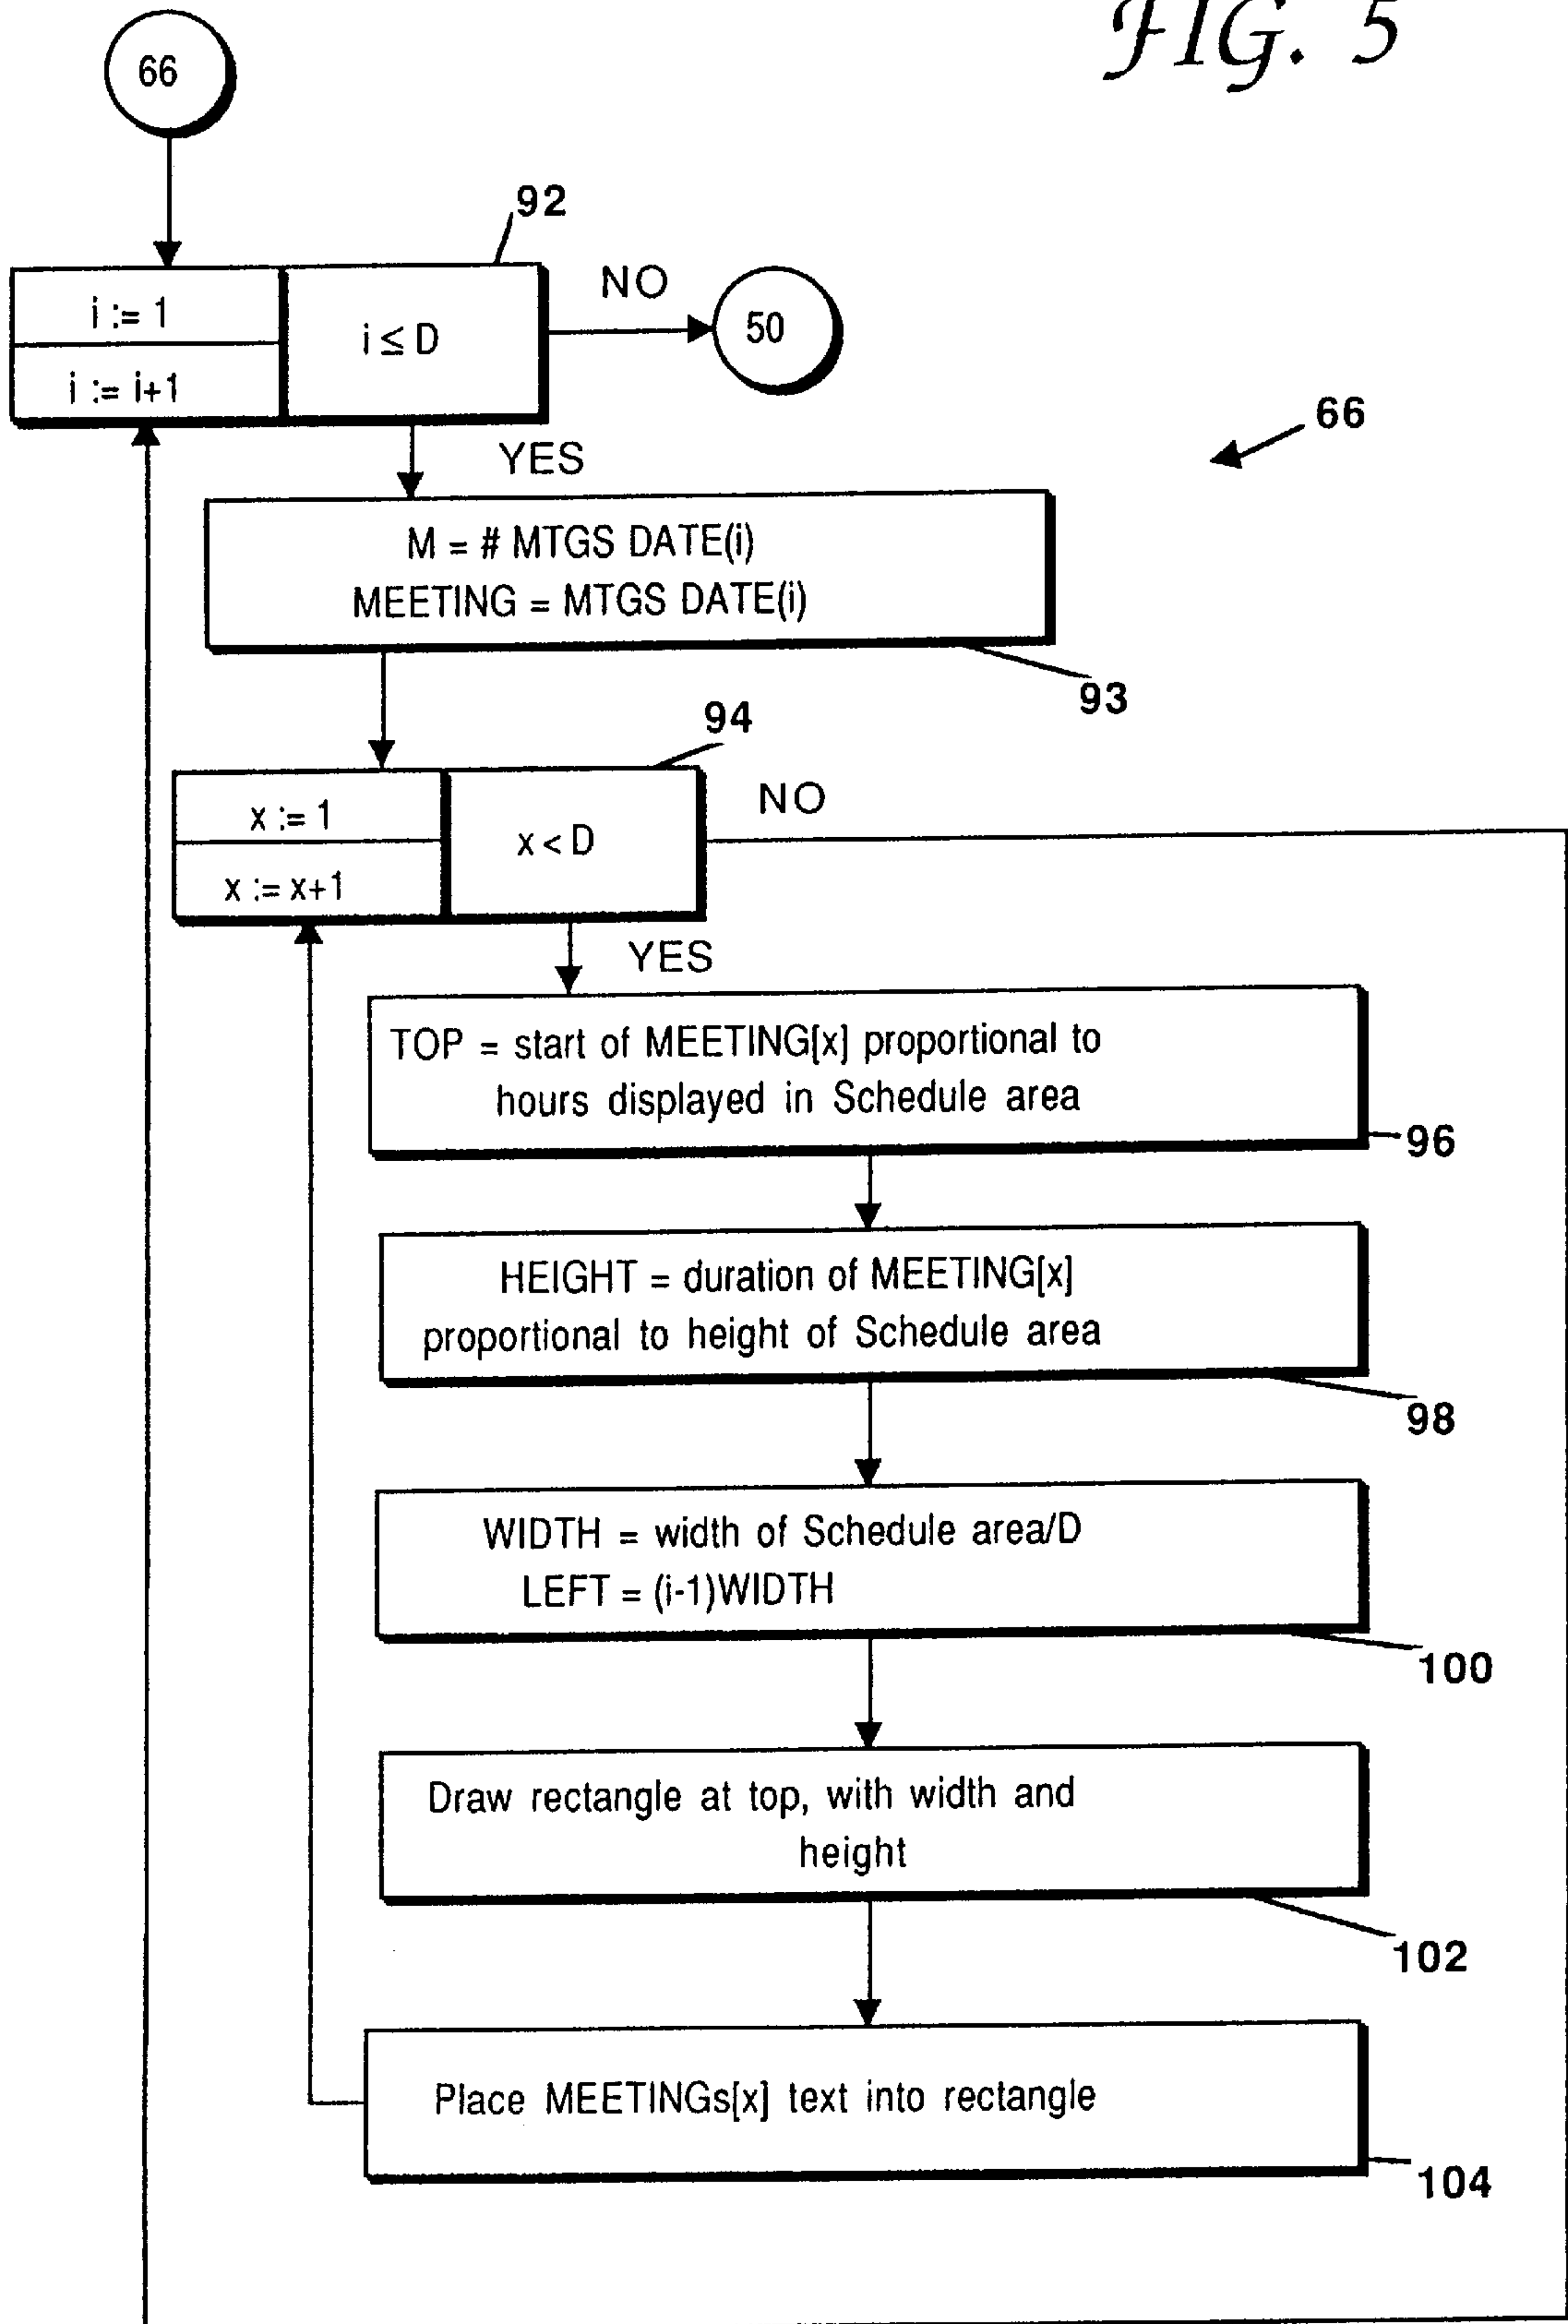 FIG. 5
66
92
i := 1
i := i+1
i ≤ D
NO
50
YES
66
M = # MTGS DATE(i)
MEETING = MTGS DATE(i)
93
94
x := 1
x := x+1
x < D
NO
YES
TOP = start of MEETING[x] proportional to
hours displayed in Schedule area
96
HEIGHT = duration of MEETING[x]
proportional to height of Schedule area
98
WIDTH = width of Schedule area/D
LEFT = (i-1)WIDTH
100
Draw rectangle at top, with width and
height
102
Place MEETINGs[x] text into rectangle
104